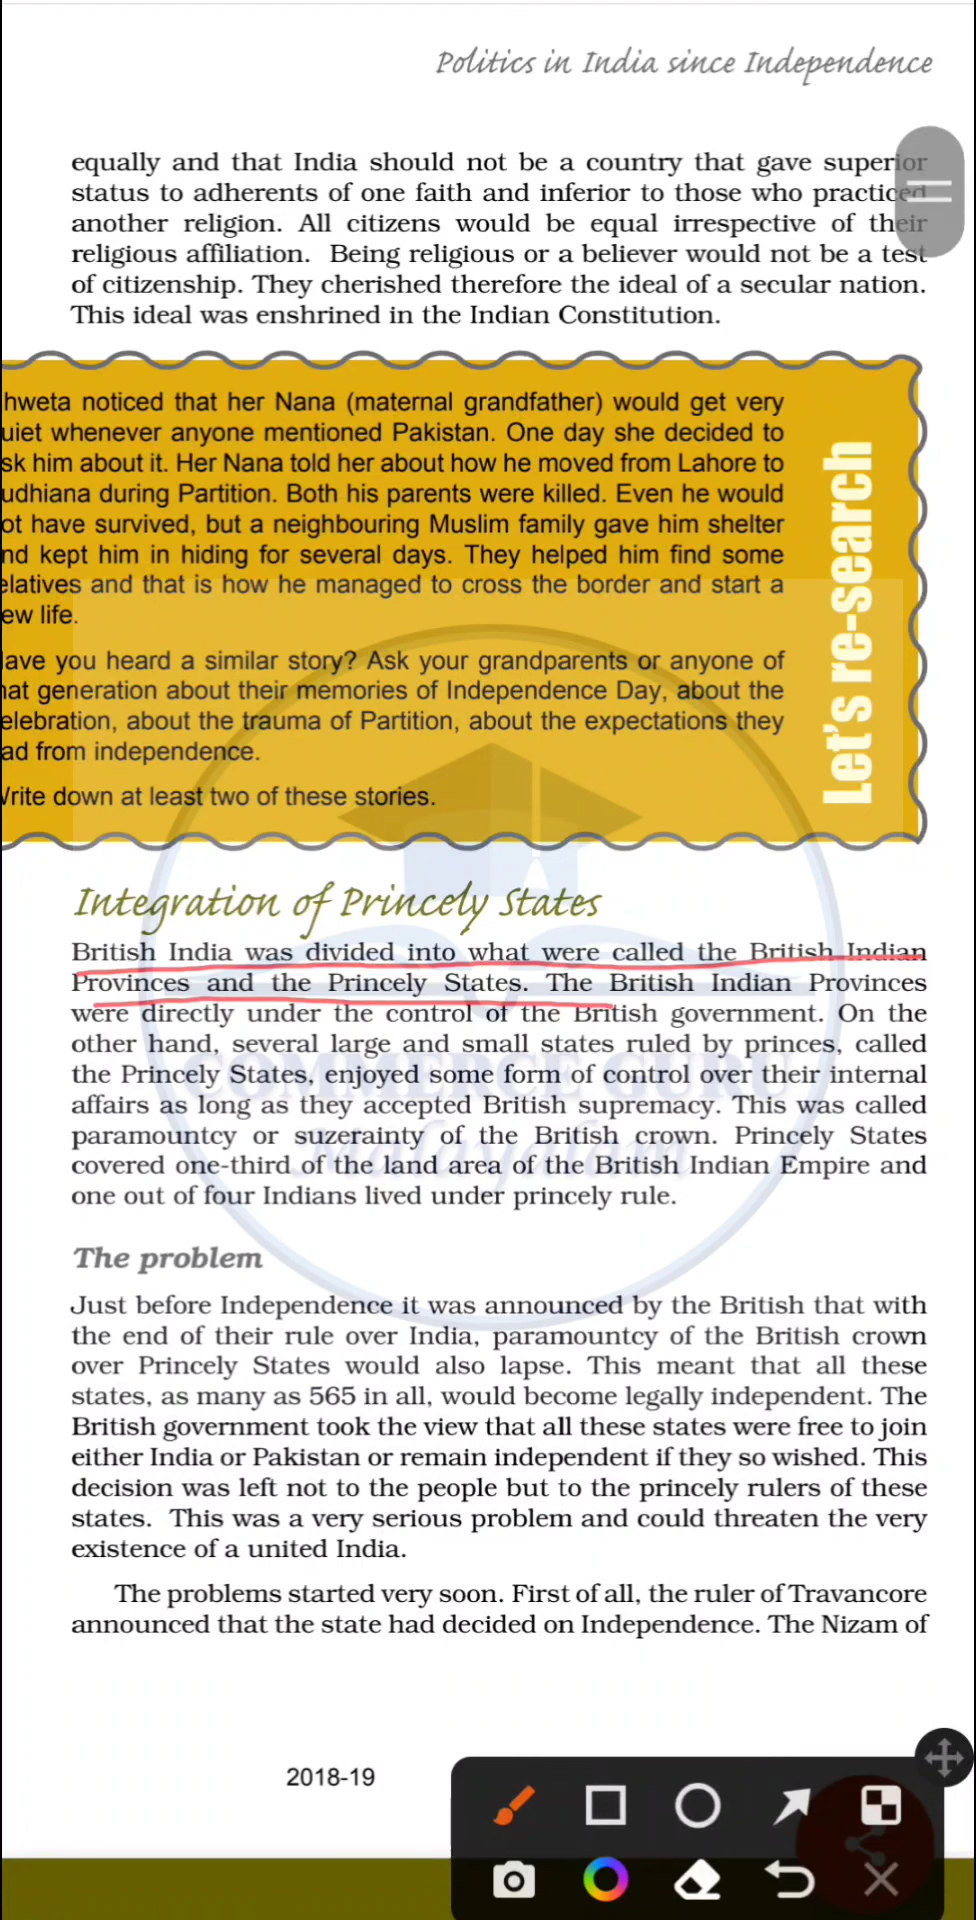 Politics in India since Independence
equally and that India should not be a country that gave superior
status to adherents of one faith and inferior to those who practiced
another religion. All citizens would be equal irrespective of their
religious affiliation. Being religious or a believer would not be a test
of citizenship. They cherished therefore the ideal of a secular nation.
This ideal was enshrined in the Indian Constitution.
hweta noticed that her Nana (maternal grandfather) would get very
uiet whenever anyone mentioned Pakistan. One day she decided to
sk him about it. Her Nana told her about how he moved from Lahore to
udhiana during Partition. Both his parents were killed. Even he would
ot have survived, but a neighbouring Muslim family gave him shelter
nd kept him in hiding for several days. They helped him find some
elatives and that is how he managed to cross the border and start a
ew life.
ave you heard a similar story? Ask your grandparents or anyone of
hat generation about their memories of Independence Day, about the
elebration, about the trauma of Partition, about the expectations they
ad from independence.
Write down at least two of these stories.
Let's re-search
Integration of Princely States
British India was divided into what were called the British Indian
Provinces and the Princely States. The British Indian Provinces
were directly under the control of the British government. On the
other hand, several large and small states ruled by princes, called
the Princely States, enjoyed some form of control over their internal
affairs as long as they accepted British supremacy. This was called
paramountcy or suzerainty of the British crown. Princely States
covered one-third of the land area of the British Indian Empire and
one out of four Indians lived under princely rule.
COMMERCE GURU
Malayalam
The problem
Just before Independence it was announced by the British that with
the end of their rule over India, paramountcy of the British crown
over Princely States would also lapse. This meant that all these
states, as many as 565 in all, would become legally independent. The
British government took the view that all these states were free to join
either India or Pakistan or remain independent if they so wished. This
decision was left not to the people but to the princely rulers of these
states. This was a very serious problem and could threaten the very
existence of a united India.
The problems started very soon. First of all, the ruler of Travancore
announced that the state had decided on Independence. The Nizam of
2018-19